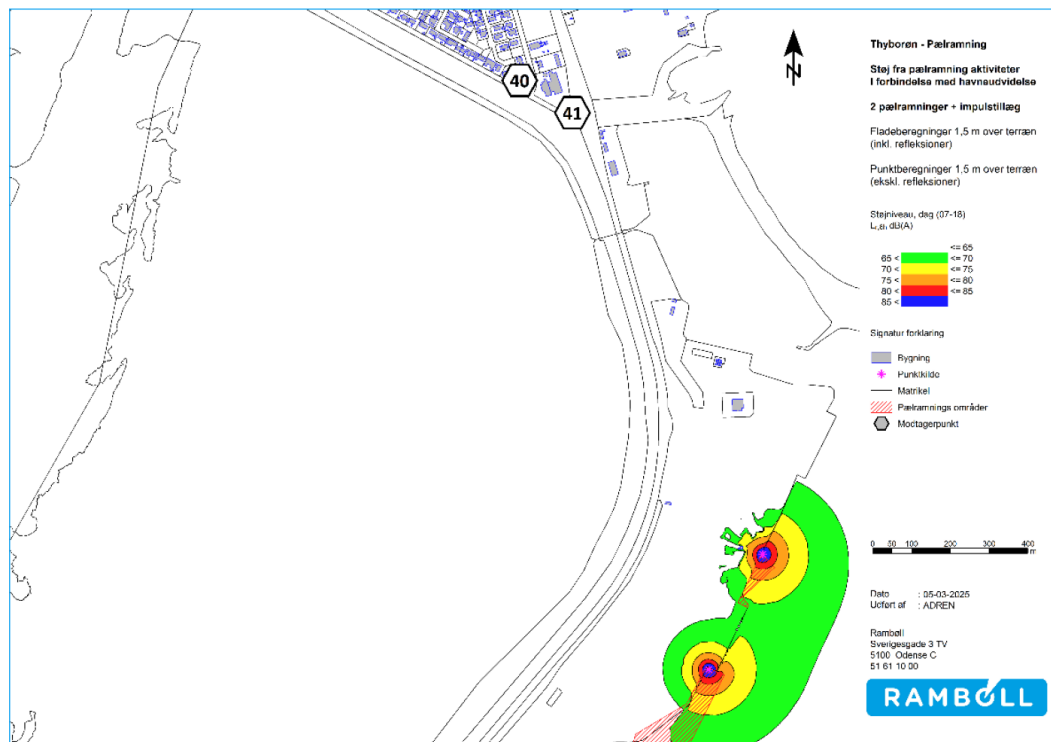 40
41
N
Thyborøn - Pælramning
Støj fra pælramning aktiviteter
I forbindelse med havneudvidelse
2 pælramninger + impulstillæg
Fladeberegninger 1,5 m over terræn
(inkl. refleksioner)
Punktberegninger 1,5 m over terræn
(ekskl. refleksioner)
Støjniveau, dag (07-18)
dB(A)
<= 65
65 < <= 70
70 < <= 75
75 < <= 80
80 < <= 85
85 <
Signatur forklaring
Bygning
Punktkilde
Matrikel
Pælramnings områder
Modtagerpunkt
0 50 100 200 300 400
m
Dato : 05-03-2025
Udført af : ADREN
Rambøll
Sverigesgade 3 TV
5100 Odense C
51 61 10 00
RAMBOLL